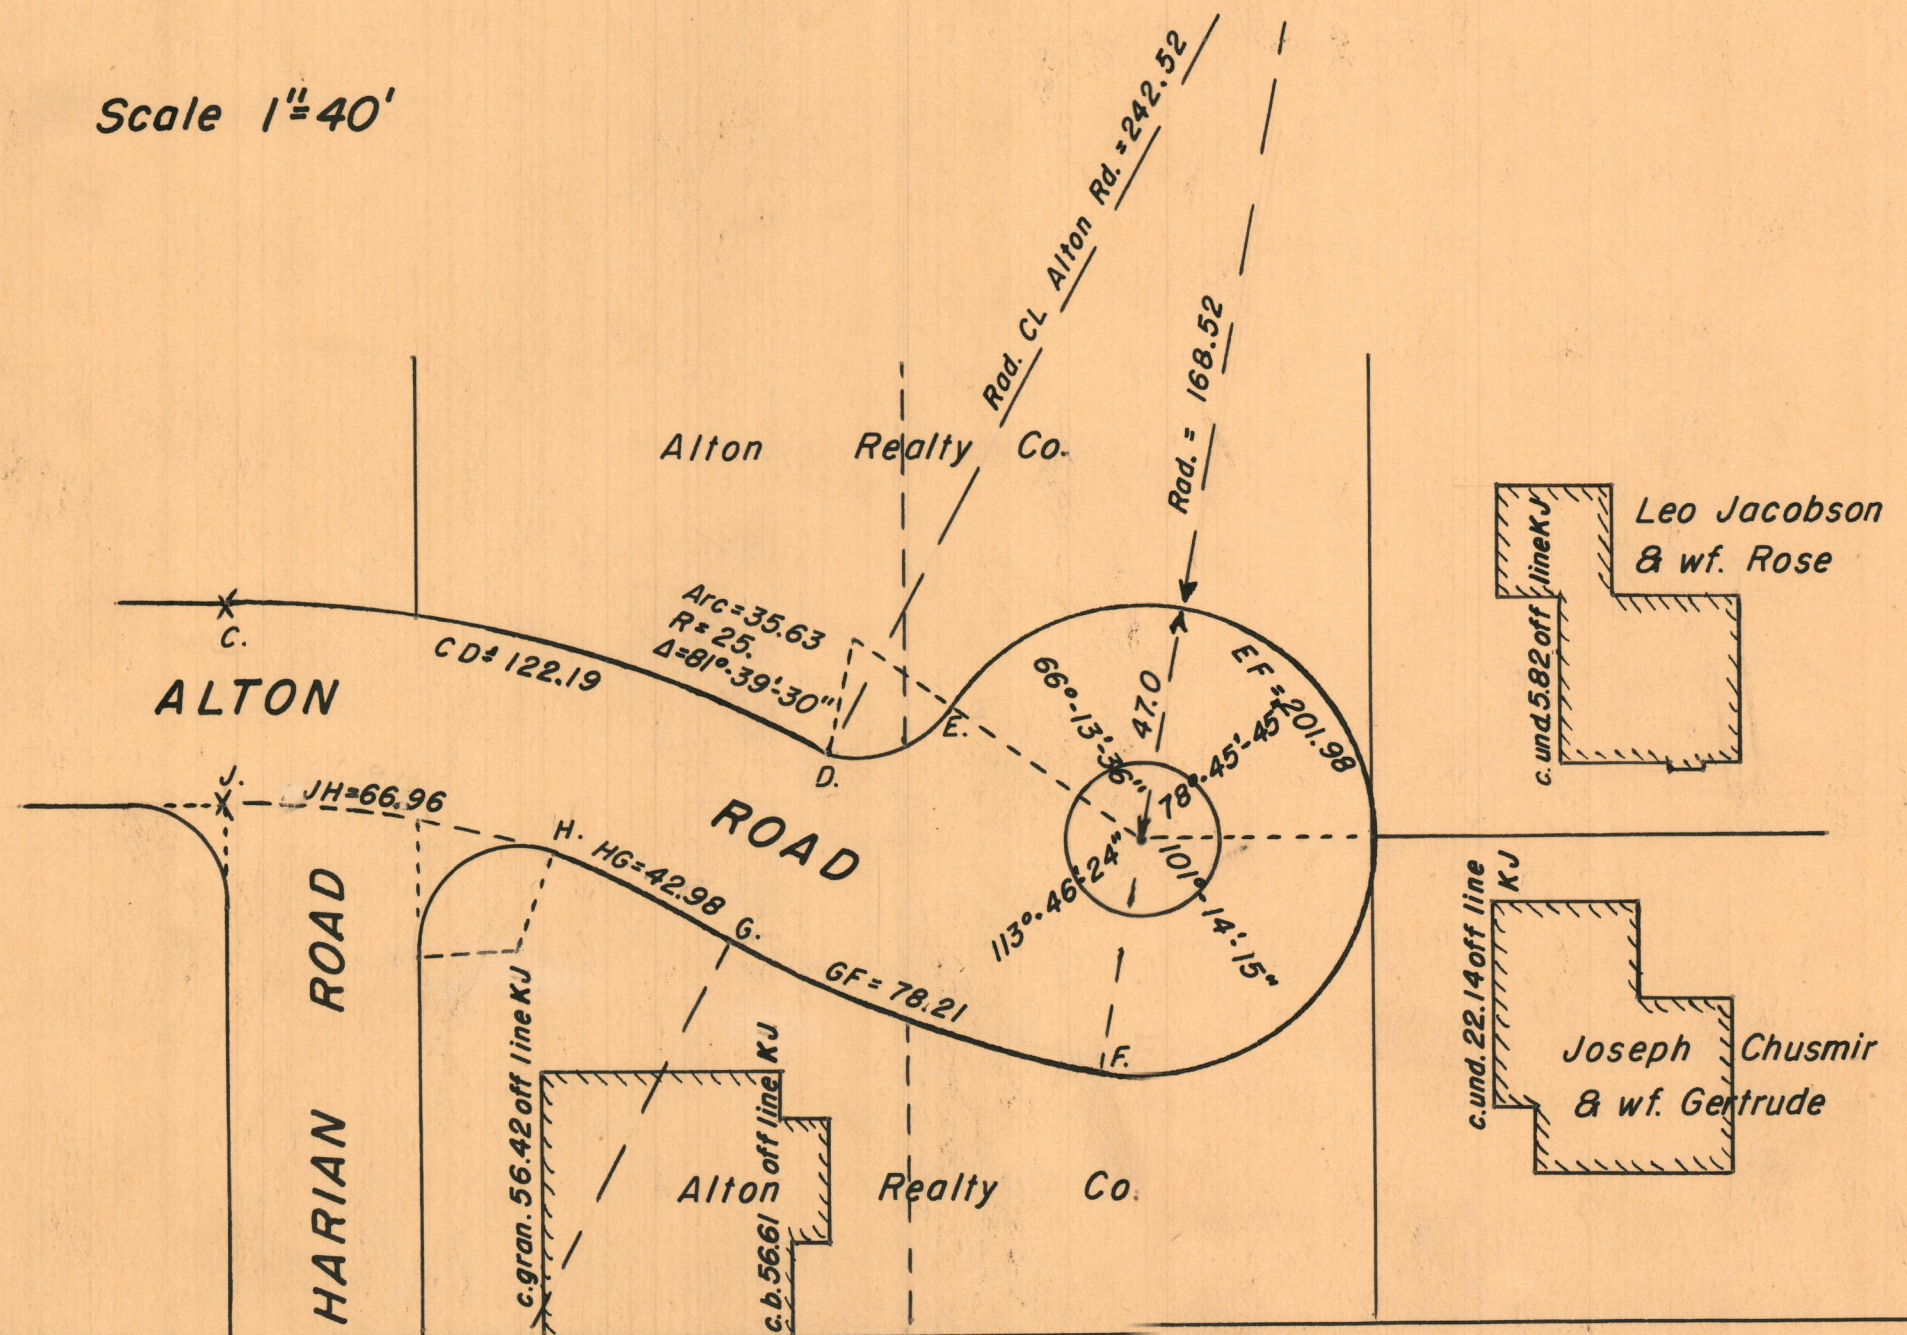 Scale 1"=40'
Rad. CL Alton Rd. = 242.52
Rad. = 168.52
Alton Realty Co.
Leo Jacobson
& wf. Rose
c.und 5.82 off line KJ
Arc = 35.63
R = 25.
Δ=81°-39'-30"
C.
CD = 122.19
ALTON
ROAD
D.
E.
EF = 201.98
47.0
66°-13'-36"
78°-45'-45"
113°-46'-24"
101°-14'-15"
J.
JH=66.96
H.
HG=42.98
G.
GF = 78.21
F.
HARIAN ROAD
c.gran. 56.42 off line KJ
c.b. 56.61 off line KJ
Alton Realty Co.
c.und. 22.14 off line
KJ
Joseph Chusmir
& wf. Gertrude